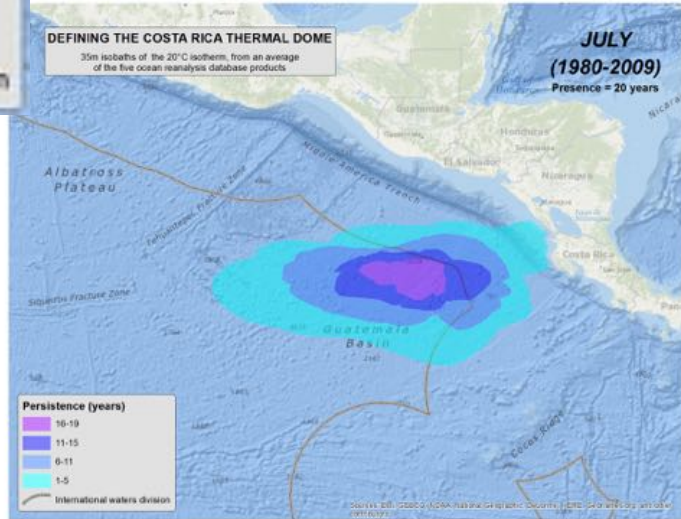 DEFINING THE COSTA RICA THERMAL DOME
35m isobaths of the 20°C isotherm, from an average
of the five ocean reanalysis database products
JULY
(1980-2009)
Presence = 20 years
Guatemala
Honduras
El Salvador
Nicaragua
Costa Rica
Middle America Trench
Albatross
Plateau
Tehuantepec Fracture Zone
Siqueiros Fracture Zone
Guatemala
Basin
Cocos Ridge
Persistence (years)
16-19
11-15
6-11
1-5
International waters division